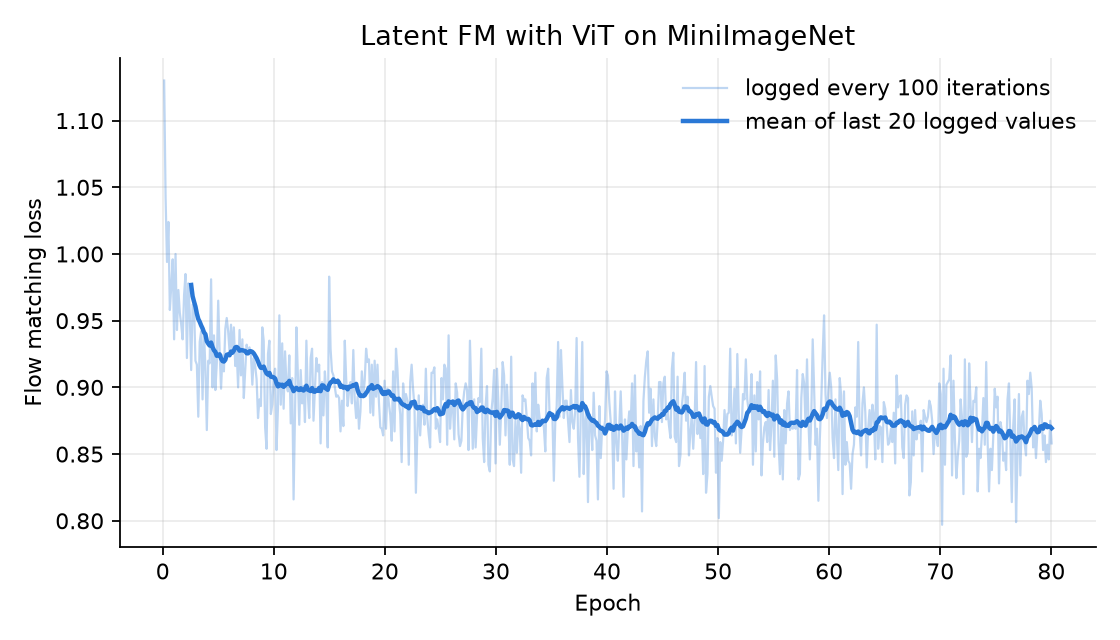 Latent FM with ViT on MiniImageNet
logged every 100 iterations
mean of last 20 logged values
Flow matching loss
1.10
1.05
1.00
0.95
0.90
0.85
0.80
0 10 20 30 40 50 60 70 80
Epoch